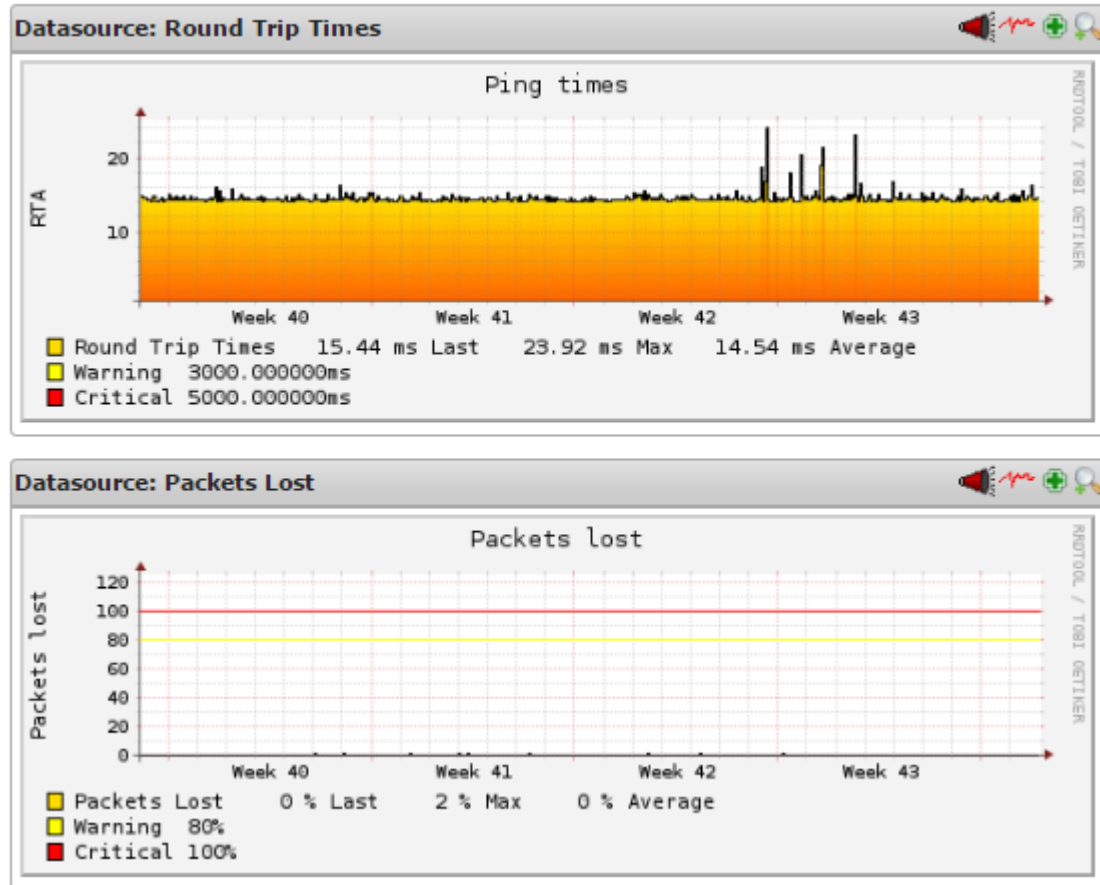 Datasource: Round Trip Times
Ping times
RRDTOOL / TOBI OETIKER
RTA
20
10
Week 40 Week 41 Week 42 Week 43
Round Trip Times 15.44 ms Last 23.92 ms Max 14.54 ms Average
Warning 3000.000000ms
Critical 5000.000000ms
Datasource: Packets Lost
Packets lost
RRDTOOL / TOBI OETIKER
Packets lost
120
100
80
60
40
20
0
Week 40 Week 41 Week 42 Week 43
Packets Lost 0 % Last 2 % Max 0 % Average
Warning 80%
Critical 100%